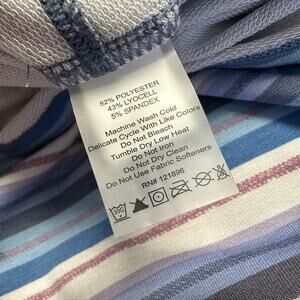 52% POLYESTER
43% LYOCELL
5% SPANDEX
Machine Wash Cold
Delicate Cycle With Like Colors
Do Not Bleach
Tumble Dry Low Heat
Do Not Iron
Do Not Dry Clean
Do Not Use Fabric Softeners
RN# 121896
30C